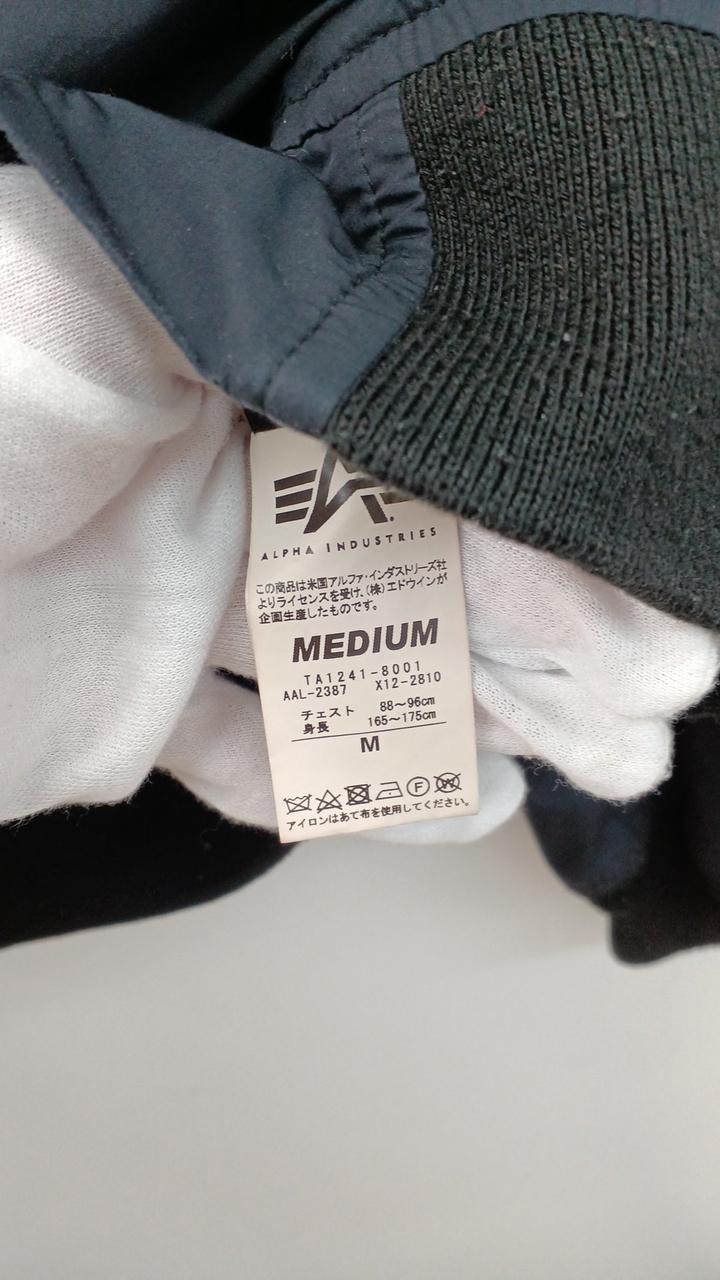 ALPHA INDUSTRIES
この商品は米国アルファ・インダストリーズ社
よりライセンスを受け、(株)エドウインが
企画生産したものです。
MEDIUM
TA1241-8001
AAL-2387 X12-2810
チェスト 88〜96cm
身長 165〜175cm
M
F W
アイロンはあて布を使用してください。